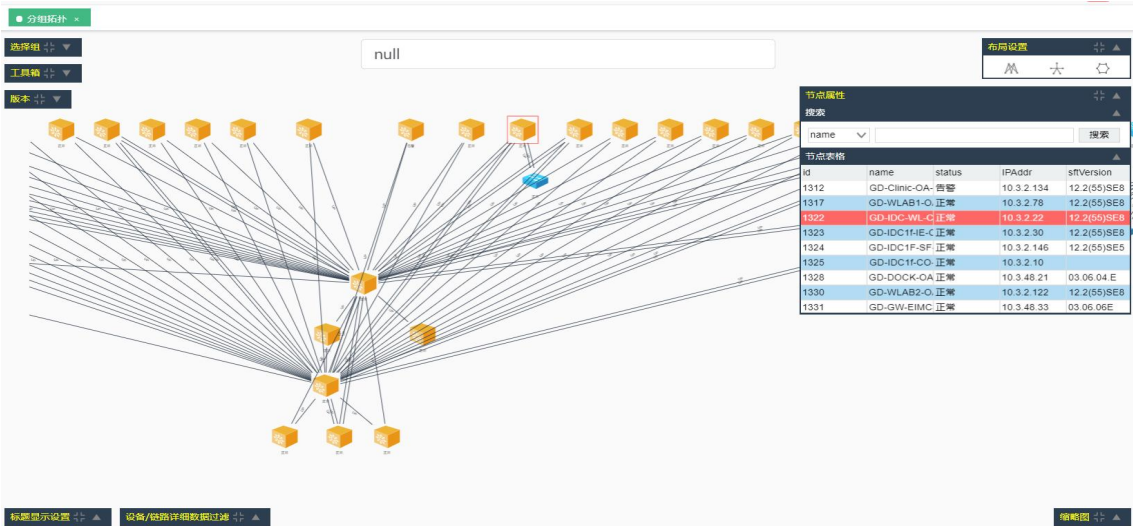 分组拓扑 ×
选择组
工具箱
版本
null
布局设置
节点属性
搜索
name 搜索
节点表格
id name status IPAddr sftVersion
1312 GD-Clinic-OA- 告警 10.3.2.134 12.2(55)SE8
1317 GD-WLAB1-O. 正常 10.3.2.78 12.2(55)SE8
1322 GD-IDC-WL-C 正常 10.3.2.22 12.2(55)SE8
1323 GD-IDC1f-IE-C 正常 10.3.2.30 12.2(55)SE8
1324 GD-IDC1F-SF 正常 10.3.2.146 12.2(55)SE5
1325 GD-IDC1f-CO- 正常 10.3.2.10
1328 GD-DOCK-OA 正常 10.3.48.21 03.06.04.E
1330 GD-WLAB2-O. 正常 10.3.2.122 12.2(55)SE8
1331 GD-GW-EIMC 正常 10.3.48.33 03.06.06E
标题显示设置
设备/链路详细数据过滤
缩略图